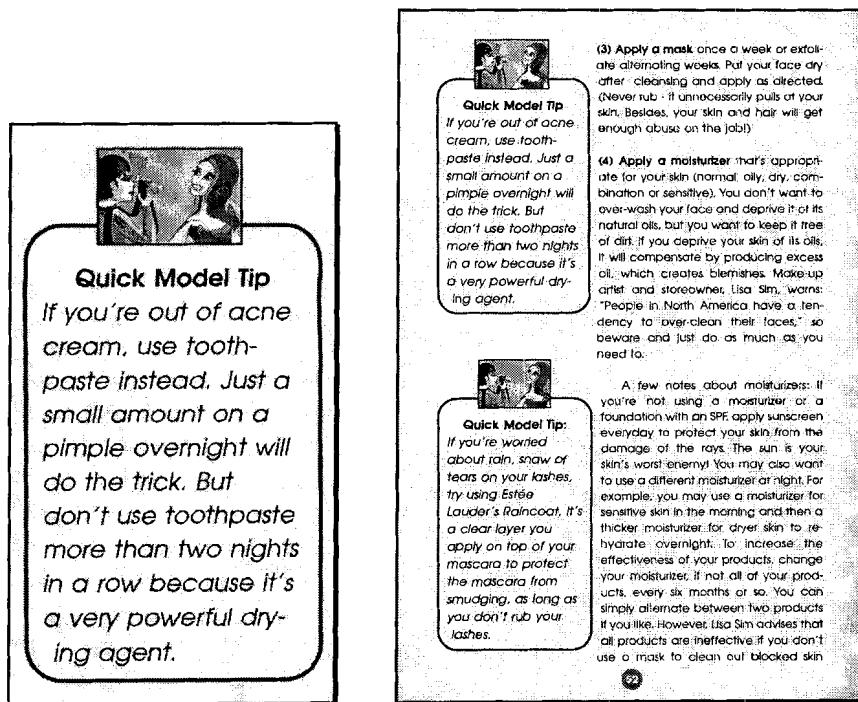 Quick Model Tip
If you're out of acne
cream, use tooth-
paste instead. Just a
small amount on a
pimple overnight will
do the trick. But
don't use toothpaste
more than two nights
in a row because it's
a very powerful dry-
ing agent.
Quick Model Tip
If you're out of acne
cream, use tooth-
paste instead. Just a
small amount on a
pimple overnight will
do the trick. But
don't use toothpaste
more than two nights
in a row because it's
a very powerful dry-
ing agent.
Quick Model Tip:
If you're worried
about rain, snow or
tears on your lashes,
try using Estée
Lauder's Raincoat. It's
a clear layer you
apply on top of your
mascara to protect
the mascara from
smudging, as long as
you don't rub your
lashes.
(3) Apply a mask once a week or exfoli-
ate alternating weeks. Pat your face dry
after cleansing and apply as directed.
(Never rub - it unnecessarily pulls at your
skin. Besides, your skin and hair will get
enough abuse on the job!)
(4) Apply a moisturizer that's appropri-
ate for your skin (normal, oily, dry, com-
bination or sensitive). You don't want to
over-wash your face and deprive it of its
natural oils, but you want to keep it free
of dirt. If you deprive your skin of its oils,
it will compensate by producing excess
oil, which creates blemishes. Make-up
artist and storeowner, Lisa Sim, warns:
"People in North America have a ten-
dency to over-clean their faces," so
beware and just do as much as you
need to.
A few notes about moisturizers: If
you're not using a moisturizer or a
foundation with an SPF, apply sunscreen
everyday to protect your skin from the
damage of the rays. The sun is your
skin's worst enemy! You may also want
to use a different moisturizer at night. For
example, you may use a moisturizer for
sensitive skin in the morning and then a
thicker moisturizer for dryer skin to re-
hydrate overnight. To increase the
effectiveness of your products, change
your moisturizer, if not all of your prod-
ucts, every six months or so. You can
simply alternate between two products
if you like. However, Lisa Sim advises that
all products are ineffective if you don't
use a mask to clean out blocked skin